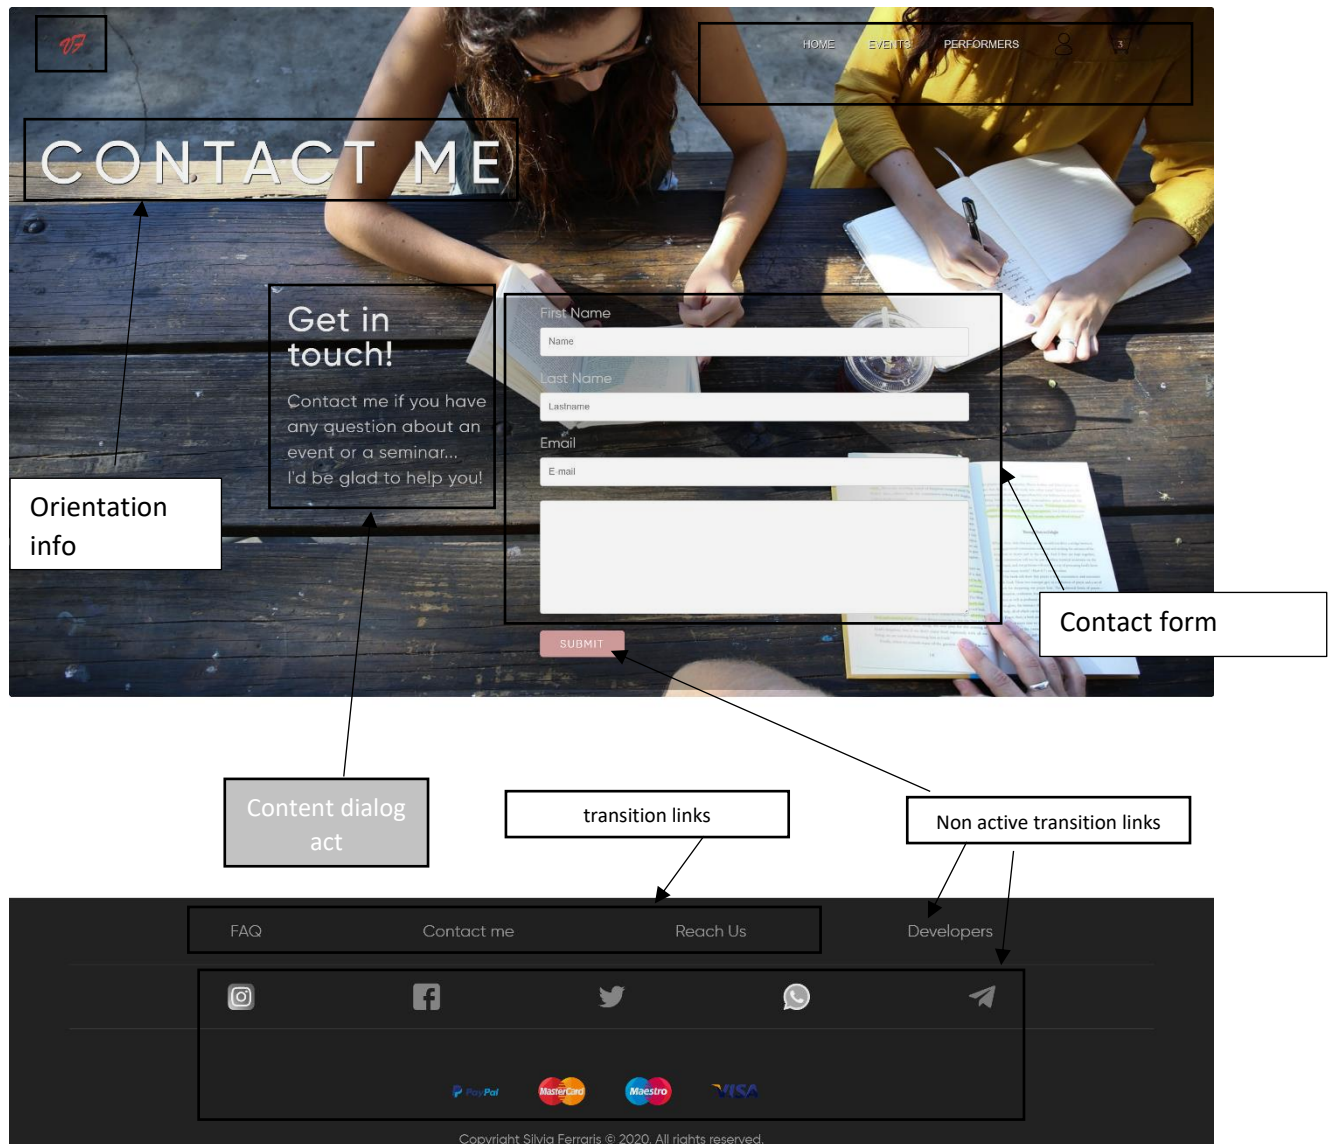 VF
HOME EVENTS PERFORMERS 3
CONTACT ME
Get in
touch!
Contact me if you have
any question about an
event or a seminar...
I'd be glad to help you!
First Name
Name
Last Name
Lastname
Email
E-mail
SUBMIT
Orientation
info
Contact form
Content dialog
act
transition links
Non active transition links
FAQ Contact me Reach Us Developers
PayPal MasterCard Maestro VISA
Copyright Silvia Ferraris © 2020. All rights reserved.